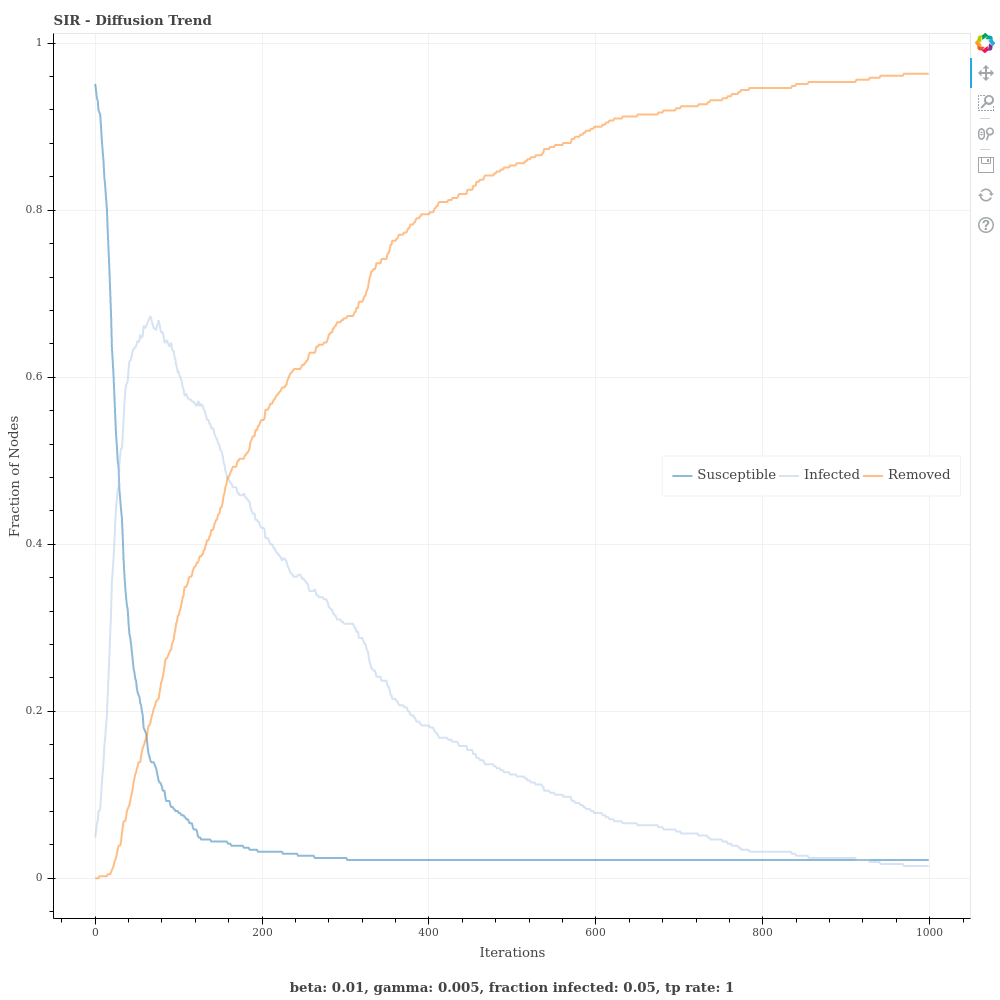 SIR - Diffusion Trend
1
0.8
0.6
0.4
0.2
0
Fraction of Nodes
Susceptible Infected Removed
0 200 400 600 800 1000
Iterations
beta: 0.01, gamma: 0.005, fraction infected: 0.05, tp rate: 1